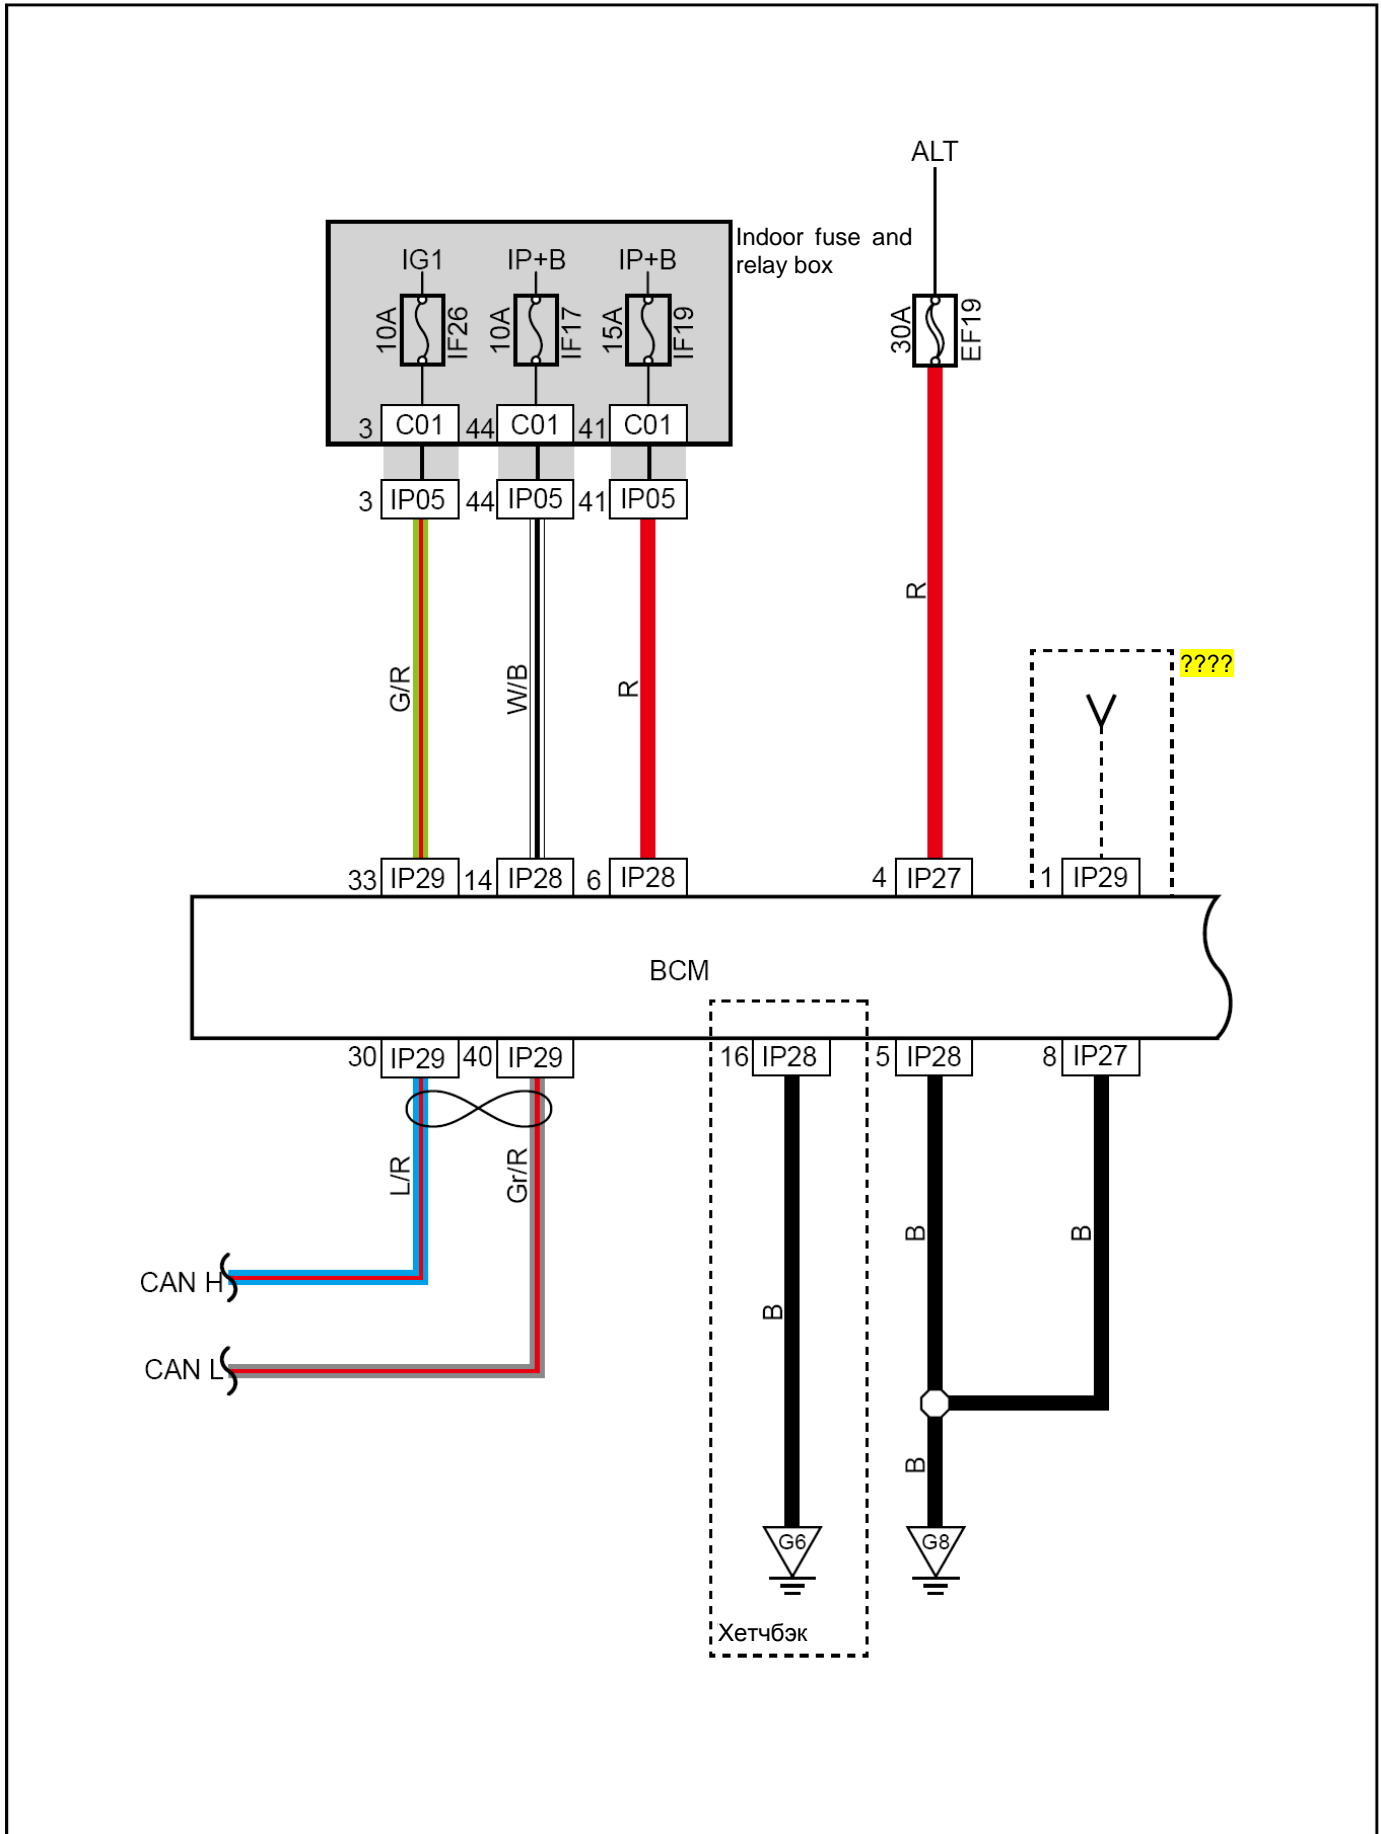 ALT
Indoor fuse and
relay box
IG1 IP+B IP+B
10A IF26 10A IF17 15A IF19 30A EF19
3 C01 44 C01 41 C01
3 IP05 44 IP05 41 IP05
R
????
G/R W/B R
33 IP29 14 IP28 6 IP28 4 IP27 1 IP29
BCM
30 IP29 40 IP29 16 IP28 5 IP28 8 IP27
L/R Gr/R
B B
CAN H
B
CAN L
B
G6 G8
Хетчбэк